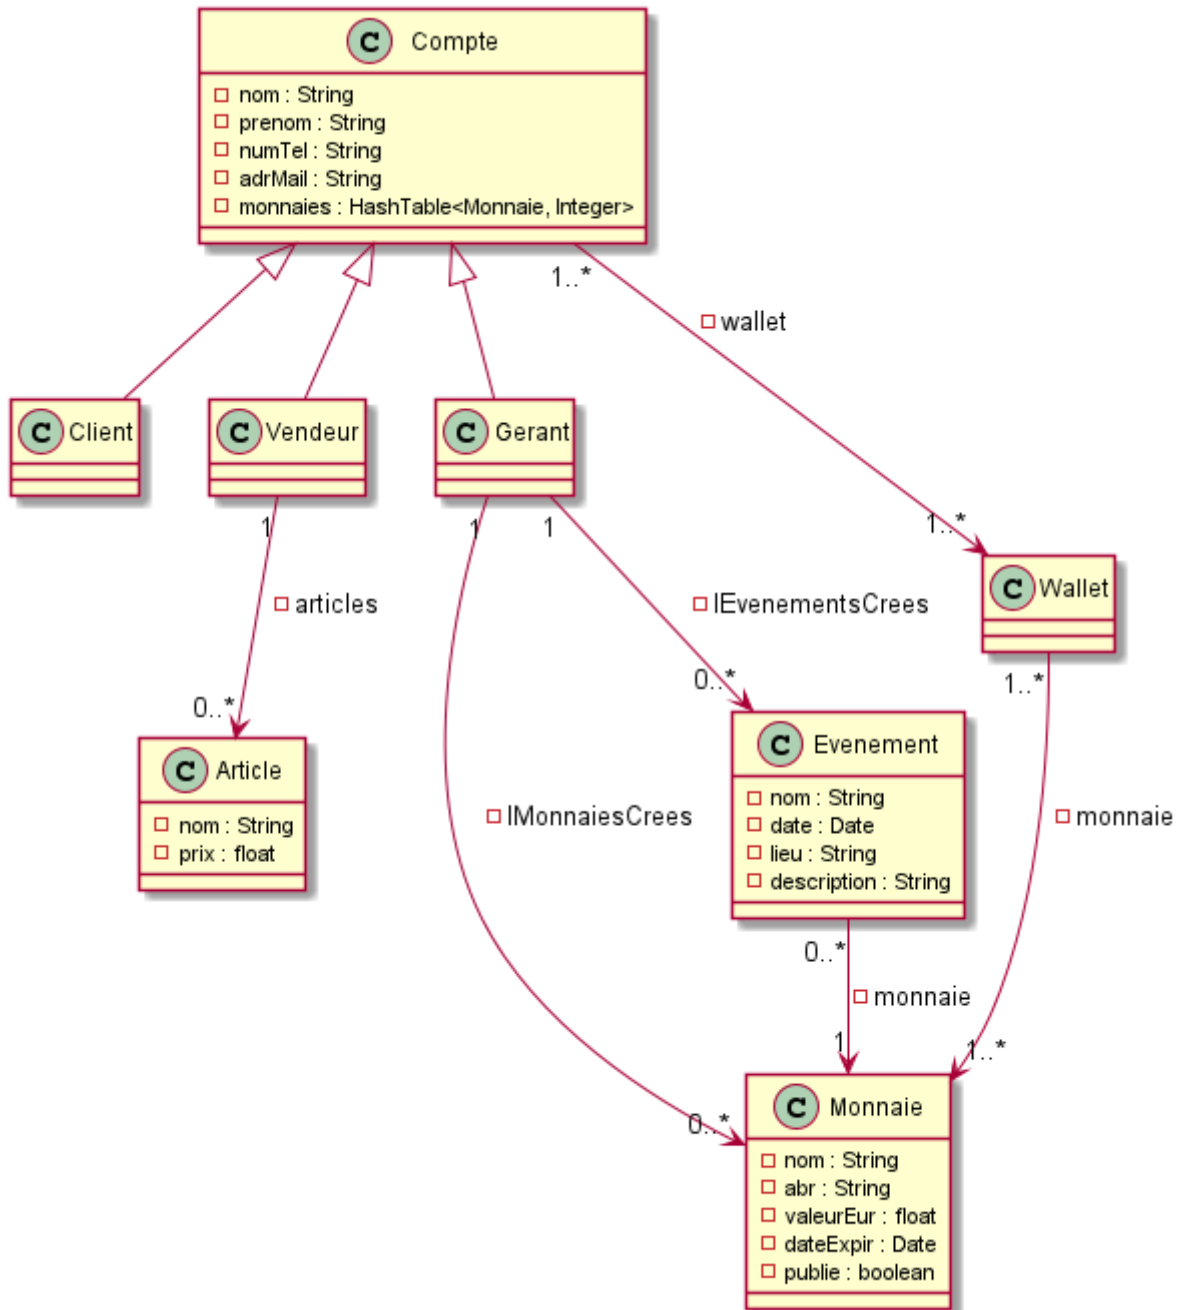 C Compte
nom : String
prenom : String
numTel : String
adrMail : String
monnaies : HashTable<Monnaie, Integer>
1..*
wallet
C Client
C Vendeur
C Gerant
1
1
1
1..*
C Wallet
articles
lEvenementsCrees
1..*
0..*
0..*
C Article
nom : String
prix : float
C Evenement
nom : String
date : Date
lieu : String
description : String
lMonnaiesCrees
monnaie
0..*
monnaie
1
1..*
0..*
C Monnaie
nom : String
abr : String
valeurEur : float
dateExpir : Date
publie : boolean